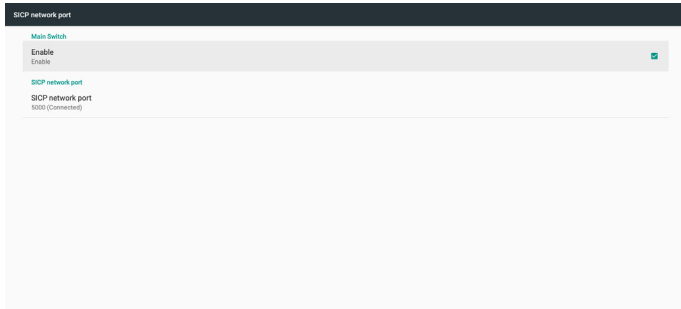 SICP network port
Main Switch
Enable
Enable
SICP network port
SICP network port
5000 (Connected)